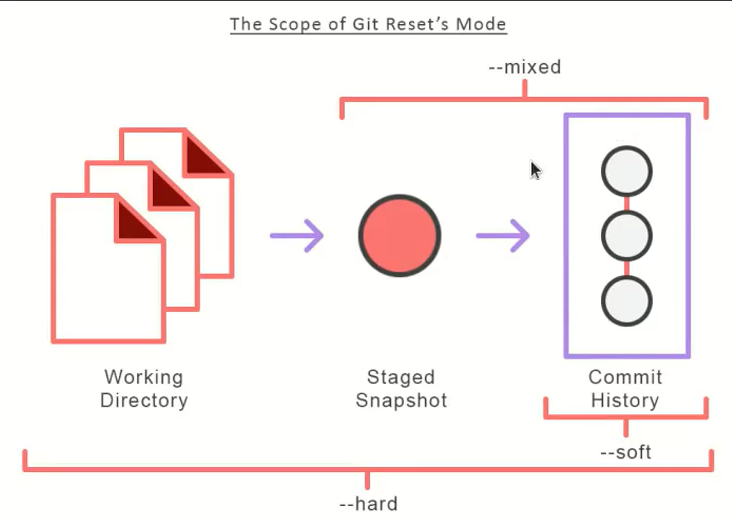 The Scope of Git Reset's Mode
--mixed
Working
Directory
Staged
Snapshot
Commit
History
--soft
--hard